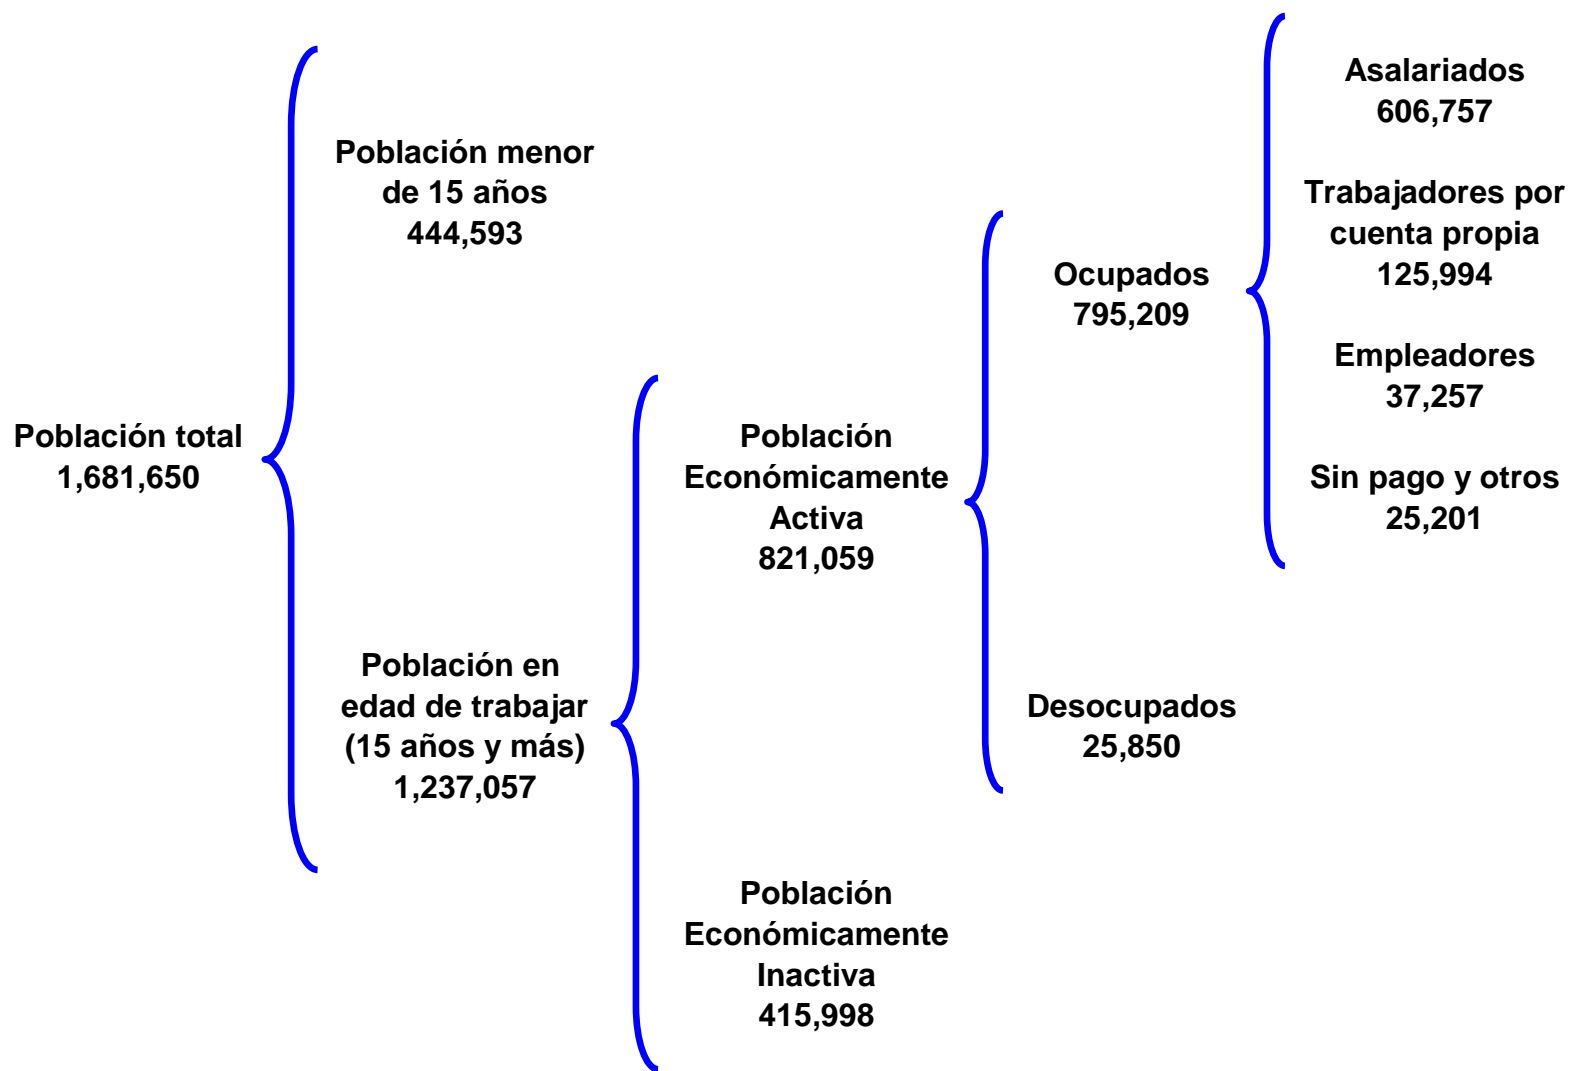 Población total
1,681,650
Población menor
de 15 años
444,593
Población en
edad de trabajar
(15 años y más)
1,237,057
Población
Económicamente
Activa
821,059
Población
Económicamente
Inactiva
415,998
Ocupados
795,209
Desocupados
25,850
Asalariados
606,757
Trabajadores por
cuenta propia
125,994
Empleadores
37,257
Sin pago y otros
25,201